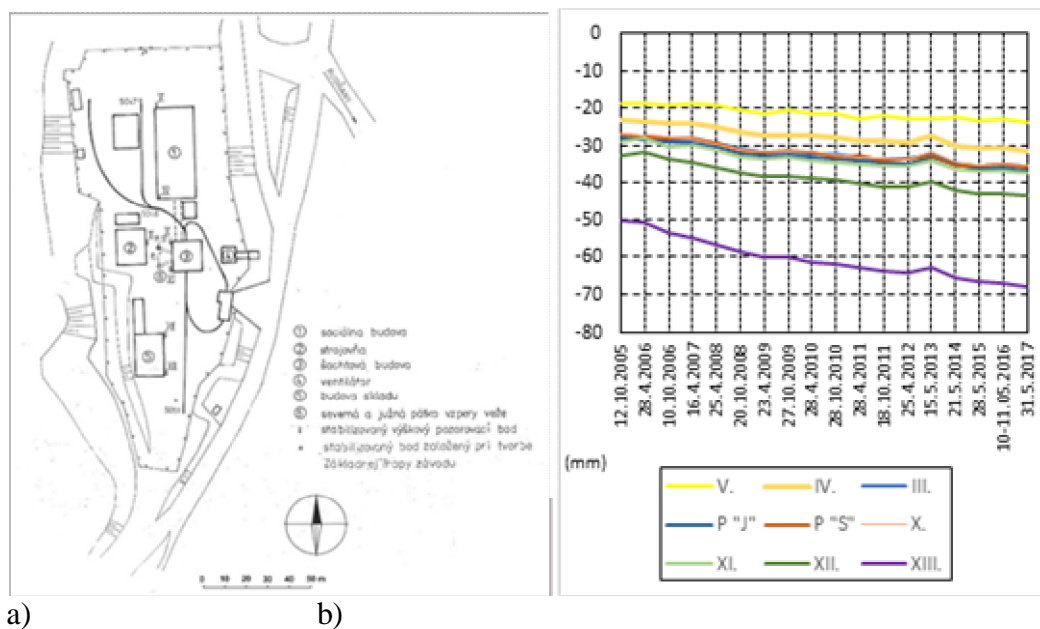 ① sociálna budova
② strojovňa
③ šachtová budova
④ ventilátor
⑤ budova skladu
⑥ severná a južná pätka vzpery veže
stabilizovaný výškový pozorovací bod
stabilizovaný bod založený pri tvorbe
Základnej mapy závodu
0 10 20 30 40 50 m
0
-10
-20
-30
-40
-50
-60
-70
-80
12.10.2005
28.4.2006
10.10.2006
16.4.2007
25.4.2008
20.10.2008
23.4.2009
27.10.2009
28.4.2010
28.10.2010
28.4.2011
18.10.2011
25.4.2012
15.5.2013
21.5.2014
28.5.2015
10-11.05.2016
31.5.2017
(mm)
V. IV. III.
P "J" P "S" X.
XI. XII. XIII.
a) b)